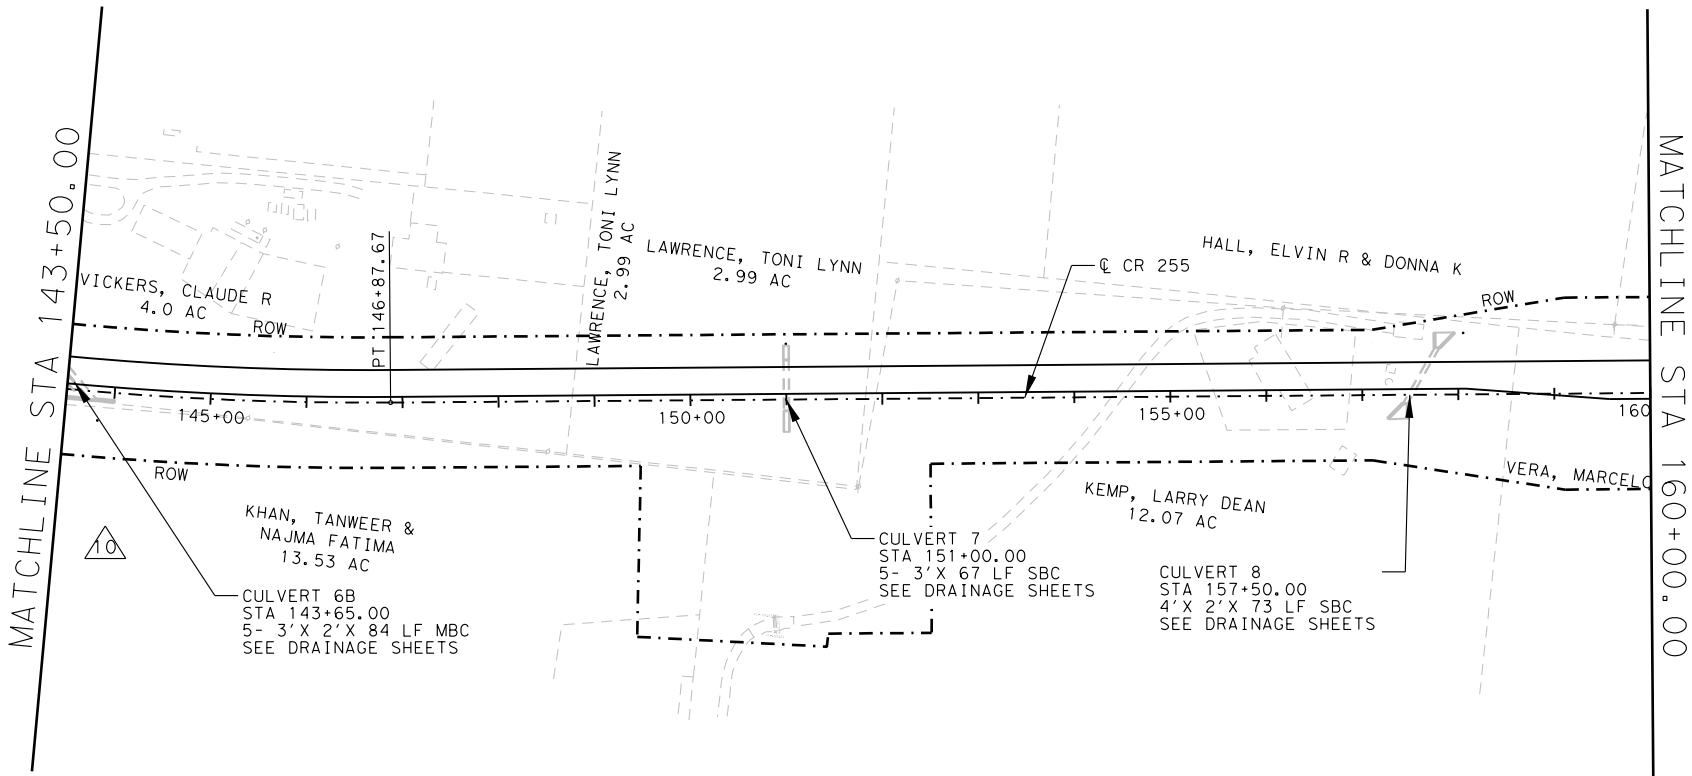 MATCHLINE STA 143+50.00
VICKERS, CLAUDE R
4.0 AC
ROW
PT 146+87.67
LAWRENCE, TONI LYNN
2.99 AC
LAWRENCE, TONI LYNN
2.99 AC
℄ CR 255
HALL, ELVIN R & DONNA K
ROW
MATCHLINE STA 160+00.00
145+00
150+00
155+00
160
ROW
KHAN, TANWEER &
NAJMA FATIMA
13.53 AC
10
CULVERT 6B
STA 143+65.00
5- 3'X 2'X 84 LF MBC
SEE DRAINAGE SHEETS
CULVERT 7
STA 151+00.00
5- 3'X 67 LF SBC
SEE DRAINAGE SHEETS
KEMP, LARRY DEAN
12.07 AC
CULVERT 8
STA 157+50.00
4'X 2'X 73 LF SBC
SEE DRAINAGE SHEETS
VERA, MARCELO